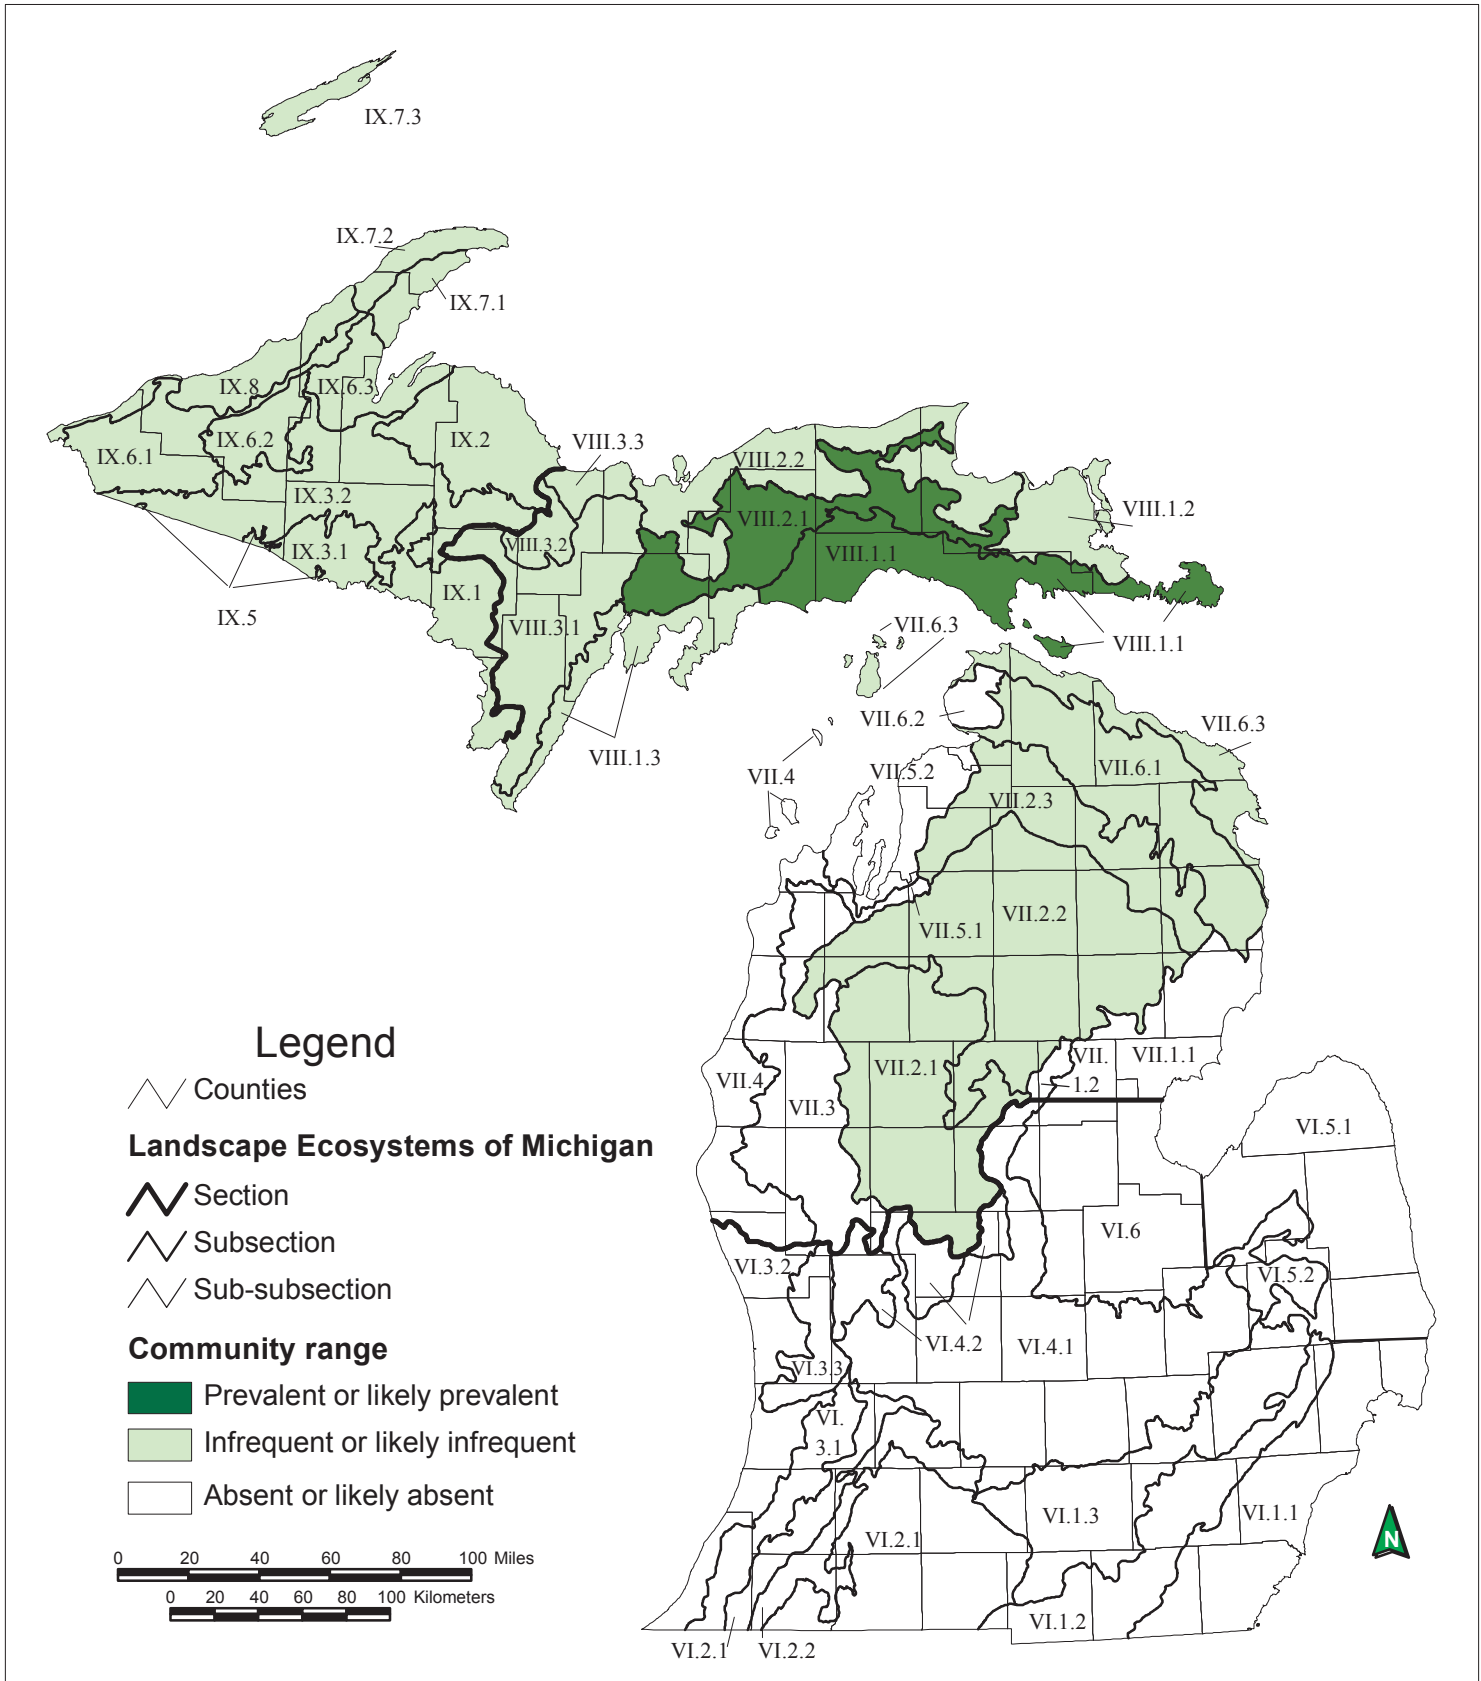 IX.7.3
IX.7.2
IX.7.1
IX.8
IX.6.3
IX.6.2
IX.2
IX.6.1
VIII.3.3
VIII.2.2
IX.3.2
VIII.1.2
VIII.2.1
IX.3.1
VIII.3.2
VIII.1.1
IX.1
IX.5
VIII.3.1
VII.6.3
VIII.1.1
VII.6.2
VII.6.3
VIII.1.3
VII.4
VII.5.2
VII.6.1
VII.2.3
VII.2.2
VII.5.1
VII.2.1
VII.
1.2
VII.1.1
VII.4
VII.3
VI.5.1
VI.6
VI.3.2
VI.5.2
VI.4.2
VI.4.1
VI.3.3
VI.
3.1
VI.1.3
VI.1.1
VI.2.1
VI.1.2
VI.2.1
VI.2.2
Legend
Counties
Landscape Ecosystems of Michigan
Section
Subsection
Sub-subsection
Community range
Prevalent or likely prevalent
Infrequent or likely infrequent
Absent or likely absent
0 20 40 60 80 100 Miles
0 20 40 60 80 100 Kilometers
N